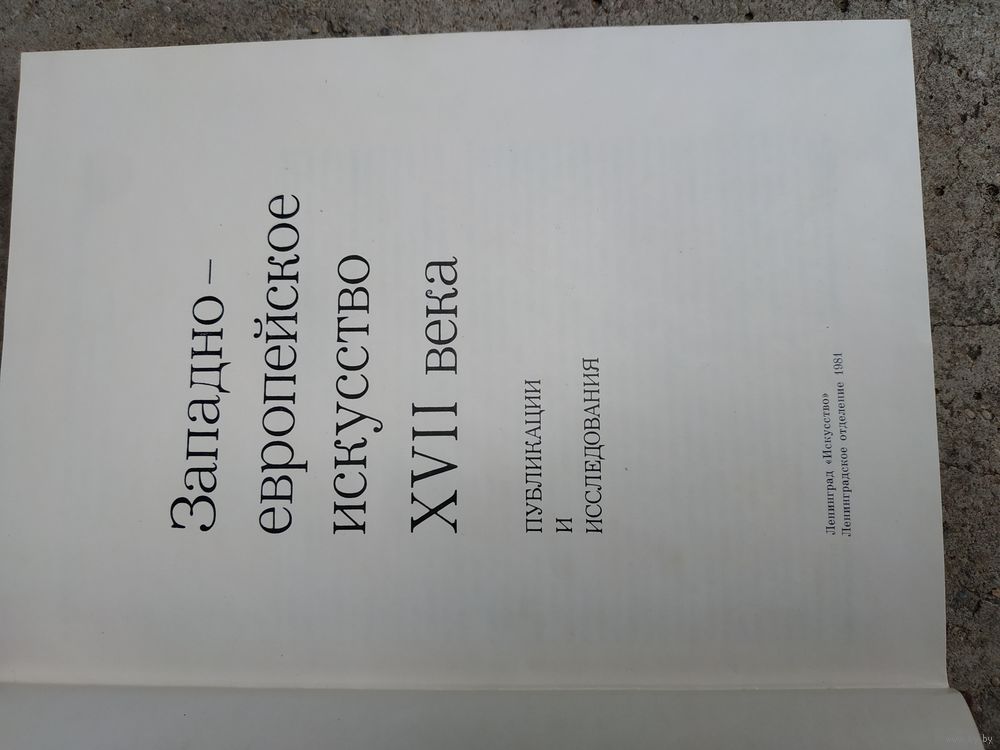 Западно–
европейское
искусство
XVII века
ПУБЛИКАЦИИ
И
ИССЛЕДОВАНИЯ
Ленинград «Искусство»
Ленинградское отделение 1981